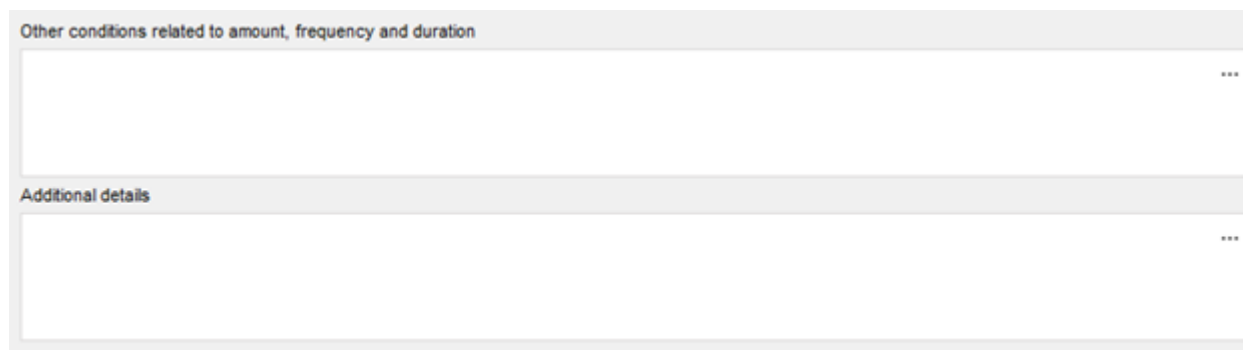 Other conditions related to amount, frequency and duration
...
Additional details
...